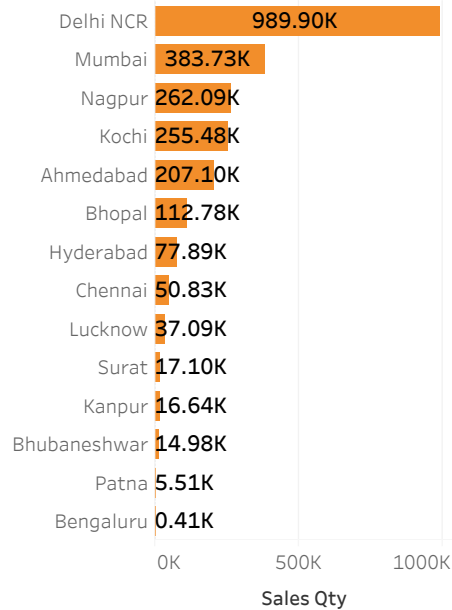 Delhi NCR 989.90K
Mumbai 383.73K
Nagpur 262.09K
Kochi 255.48K
Ahmedabad 207.10K
Bhopal 112.78K
Hyderabad 77.89K
Chennai 50.83K
Lucknow 37.09K
Surat 17.10K
Kanpur 16.64K
Bhubaneshwar 14.98K
Patna 5.51K
Bengaluru 0.41K
0K 500K 1000K
Sales Qty